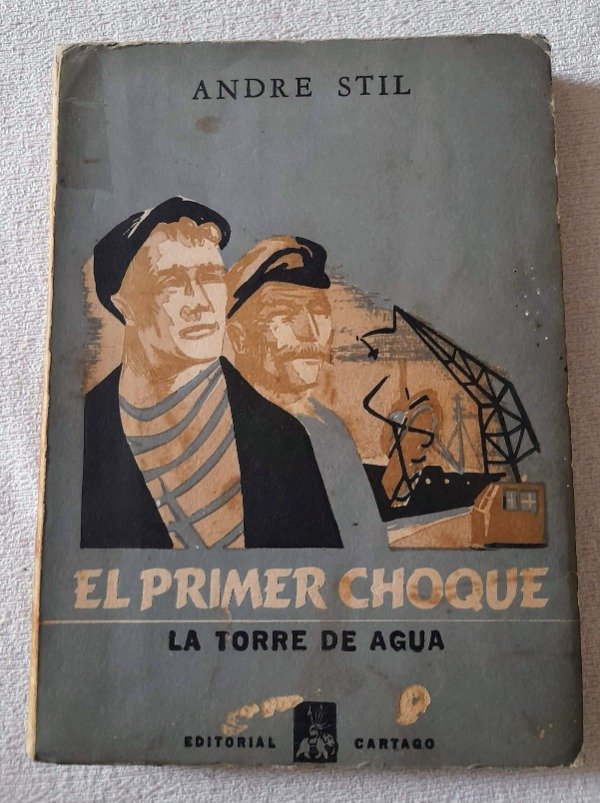 ANDRE STIL
EL PRIMER CHOQUE
LA TORRE DE AGUA
EDITORIAL CARTAGO